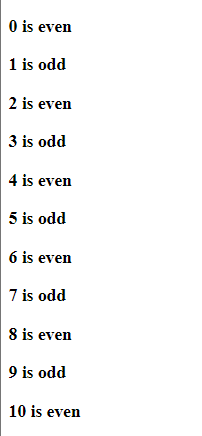 0 is even
1 is odd
2 is even
3 is odd
4 is even
5 is odd
6 is even
7 is odd
8 is even
9 is odd
10 is even